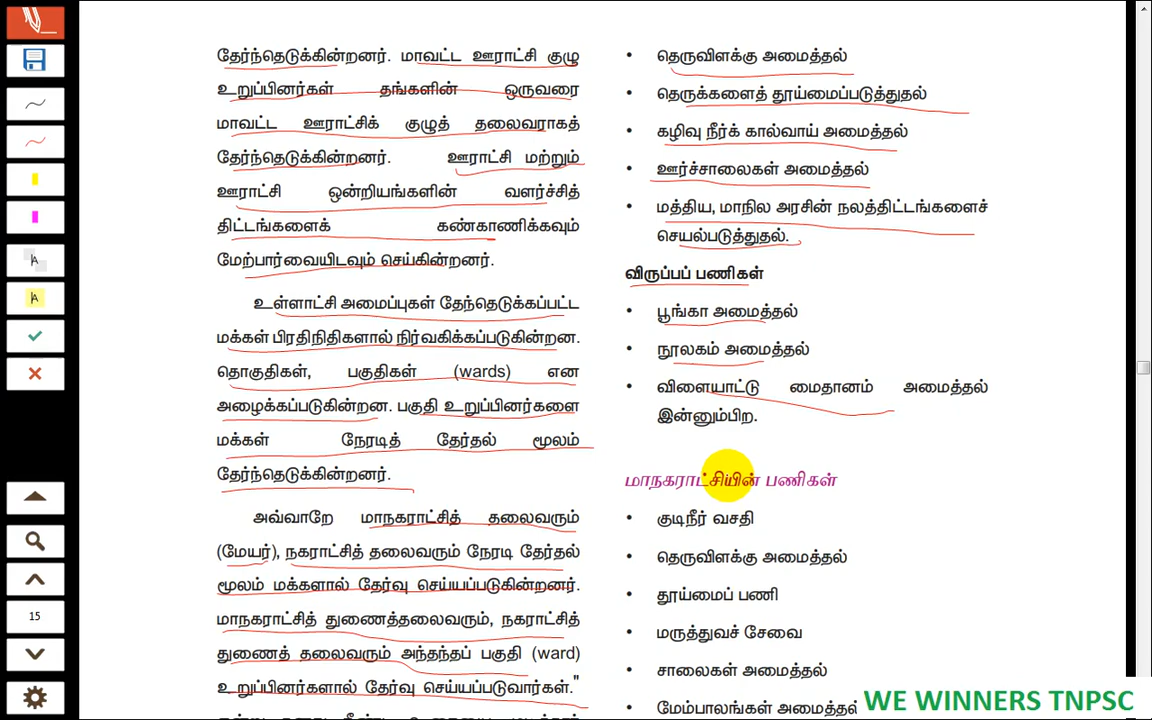 தேர்ந்தெடுக்கின்றனர். மாவட்ட ஊராட்சி குழு
உறுப்பினர்கள் தங்களின் ஒருவரை
மாவட்ட ஊராட்சிக் குழுத் தலைவராகத்
தேர்ந்தெடுக்கின்றனர். ஊராட்சி மற்றும்
ஊராட்சி ஒன்றியங்களின் வளர்ச்சித்
திட்டங்களைக் கண்காணிக்கவும்
மேற்பார்வையிடவும் செய்கின்றனர்.
உள்ளாட்சி அமைப்புகள் தேந்தெடுக்கப்பட்ட
மக்கள் பிரதிநிதிகளால் நிர்வகிக்கப்படுகின்றன.
தொகுதிகள், பகுதிகள் (wards) என
அழைக்கப்படுகின்றன. பகுதி உறுப்பினர்களை
மக்கள் நேரடித் தேர்தல் மூலம்
தேர்ந்தெடுக்கின்றனர்.
அவ்வாறே மாநகராட்சித் தலைவரும்
(மேயர்), நகராட்சித் தலைவரும் நேரடி தேர்தல்
மூலம் மக்களால் தேர்வு செய்யப்படுகின்றனர்.
மாநகராட்சித் துணைத்தலைவரும், நகராட்சித்
துணைத் தலைவரும் அந்தந்தப் பகுதி (ward)
உறுப்பினர்களால் தேர்வு செய்யப்படுவார்கள்."
• தெருவிளக்கு அமைத்தல்
• தெருக்களைத் தூய்மைப்படுத்துதல்
• கழிவு நீர்க் கால்வாய் அமைத்தல்
• ஊர்ச்சாலைகள் அமைத்தல்
• மத்திய, மாநில அரசின் நலத்திட்டங்களைச்
செயல்படுத்துதல்.
விருப்பப் பணிகள்
• பூங்கா அமைத்தல்
• நூலகம் அமைத்தல்
• விளையாட்டு மைதானம் அமைத்தல்
இன்னும்பிற.
மாநகராட்சியின் பணிகள்
• குடிநீர் வசதி
• தெருவிளக்கு அமைத்தல்
• தூய்மைப் பணி
• மருத்துவச் சேவை
• சாலைகள் அமைத்தல்
• மேம்பாலங்கள் அமைத்தல்
15
WE WINNERS TNPSC